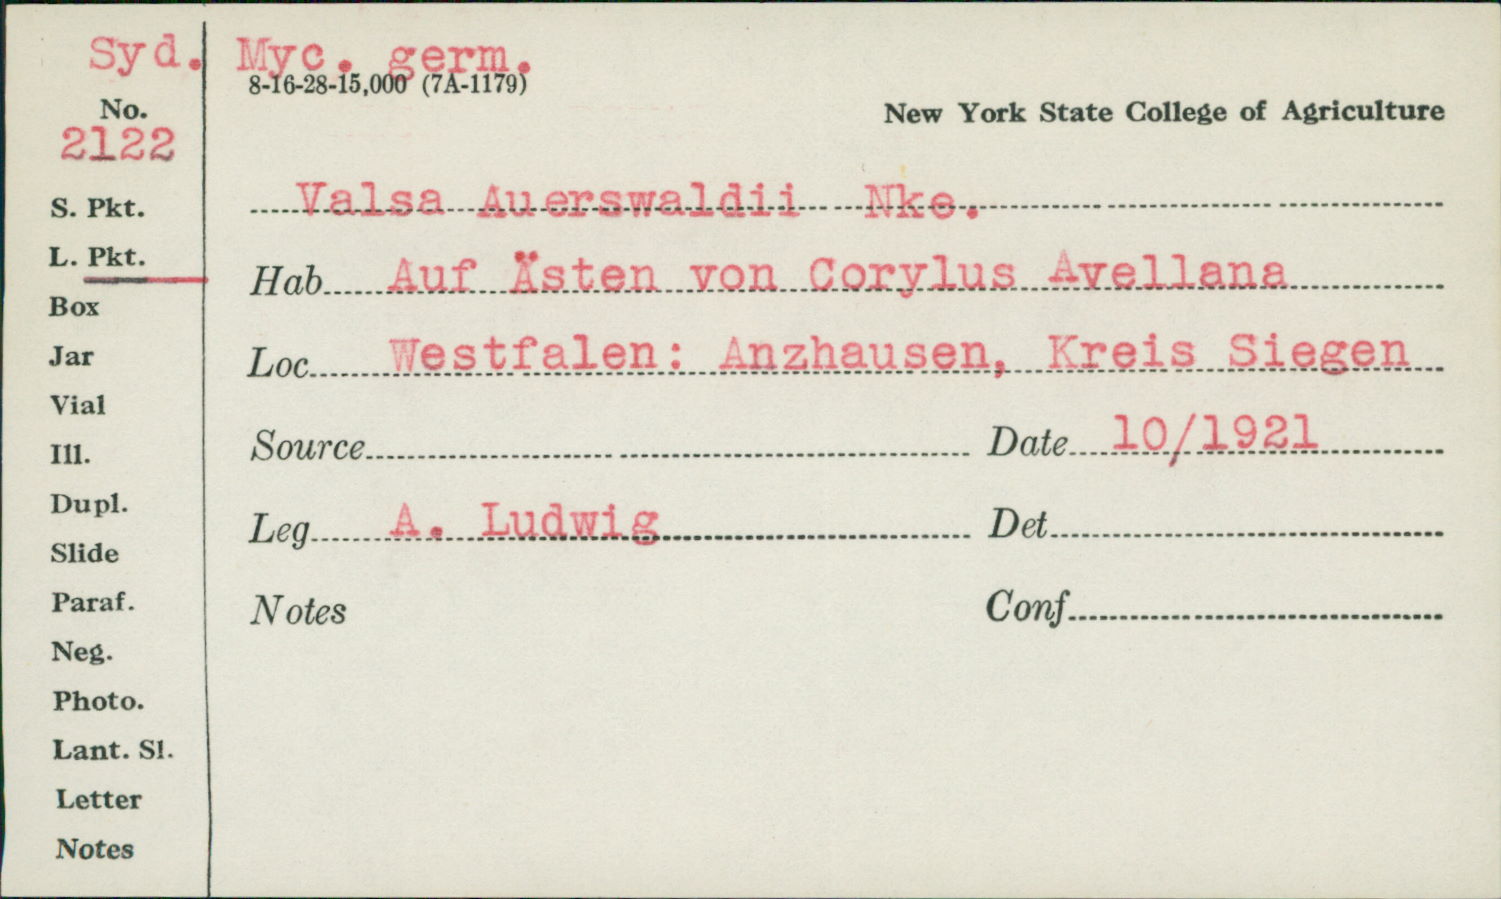 Syd. Myc. germ.
8-16-28-15,000 (7A-1179)
No.
New York State College of Agriculture
2122
Valsa Auerswaldii Nke.
S. Pkt.
L. Pkt.
Hab Auf Ästen von Corylus Avellana
Box
Jar
Loc Westfalen: Anzhausen, Kreis Siegen
Vial
Ill.
Source Date 10/1921
Dupl.
Leg A. Ludwig Det
Slide
Paraf.
Notes Conf
Neg.
Photo.
Lant. Sl.
Letter
Notes